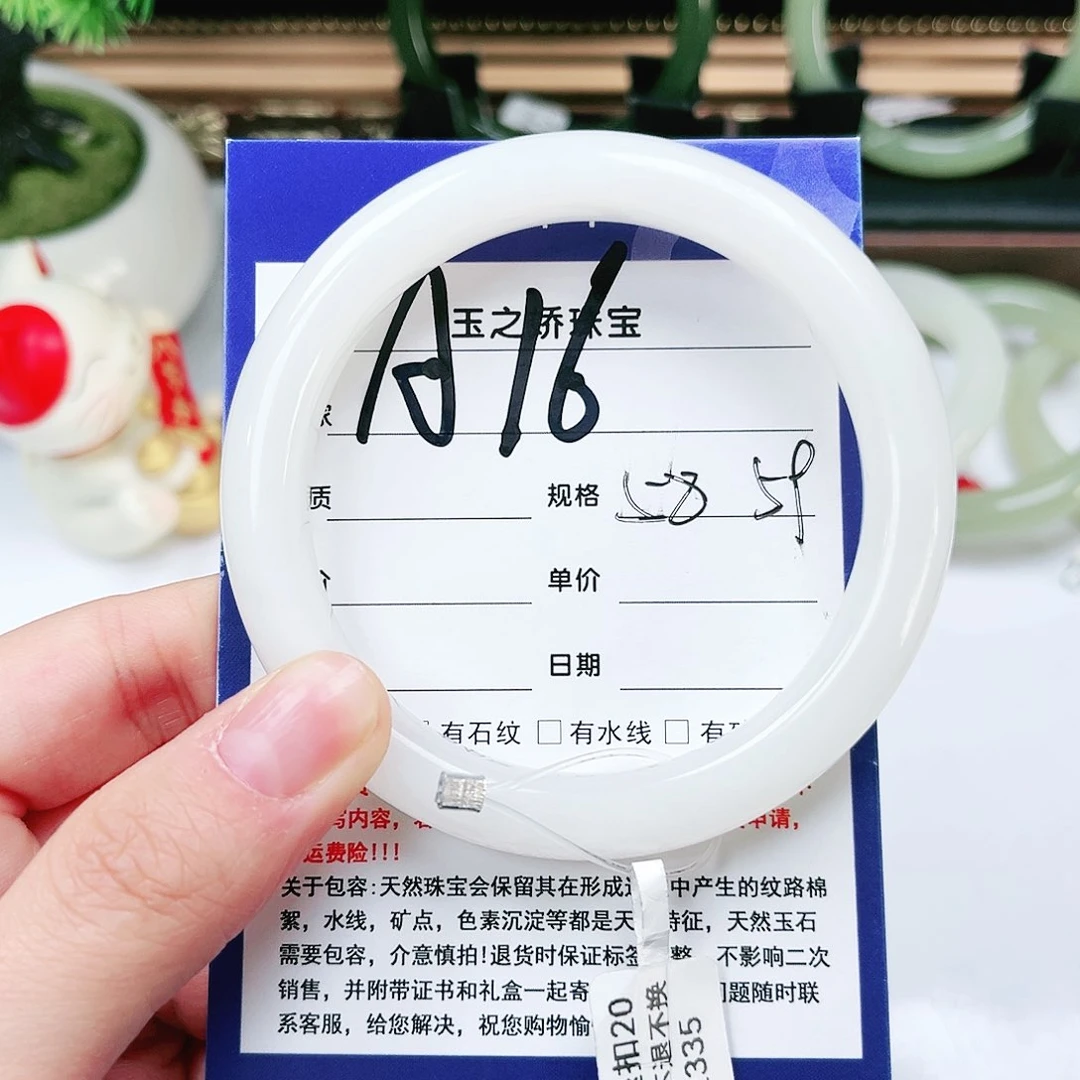 玉之娇珠宝
A16
质 规格 58 59
单价
日期
有石纹 □ 有水线 □ 有
写内容,
申请,
运费险!!!
关于包容:天然珠宝会保留其在形成 中产生的纹路棉
絮，水线，矿点，色素沉淀等都是天 特征，天然玉石
需要包容，介意慎拍!退货时保证标签 整，不影响二次
销售，并附带证书和礼盒一起寄 问题随时联
系客服，给您解决，祝您购物愉
扣20
不退不换
335